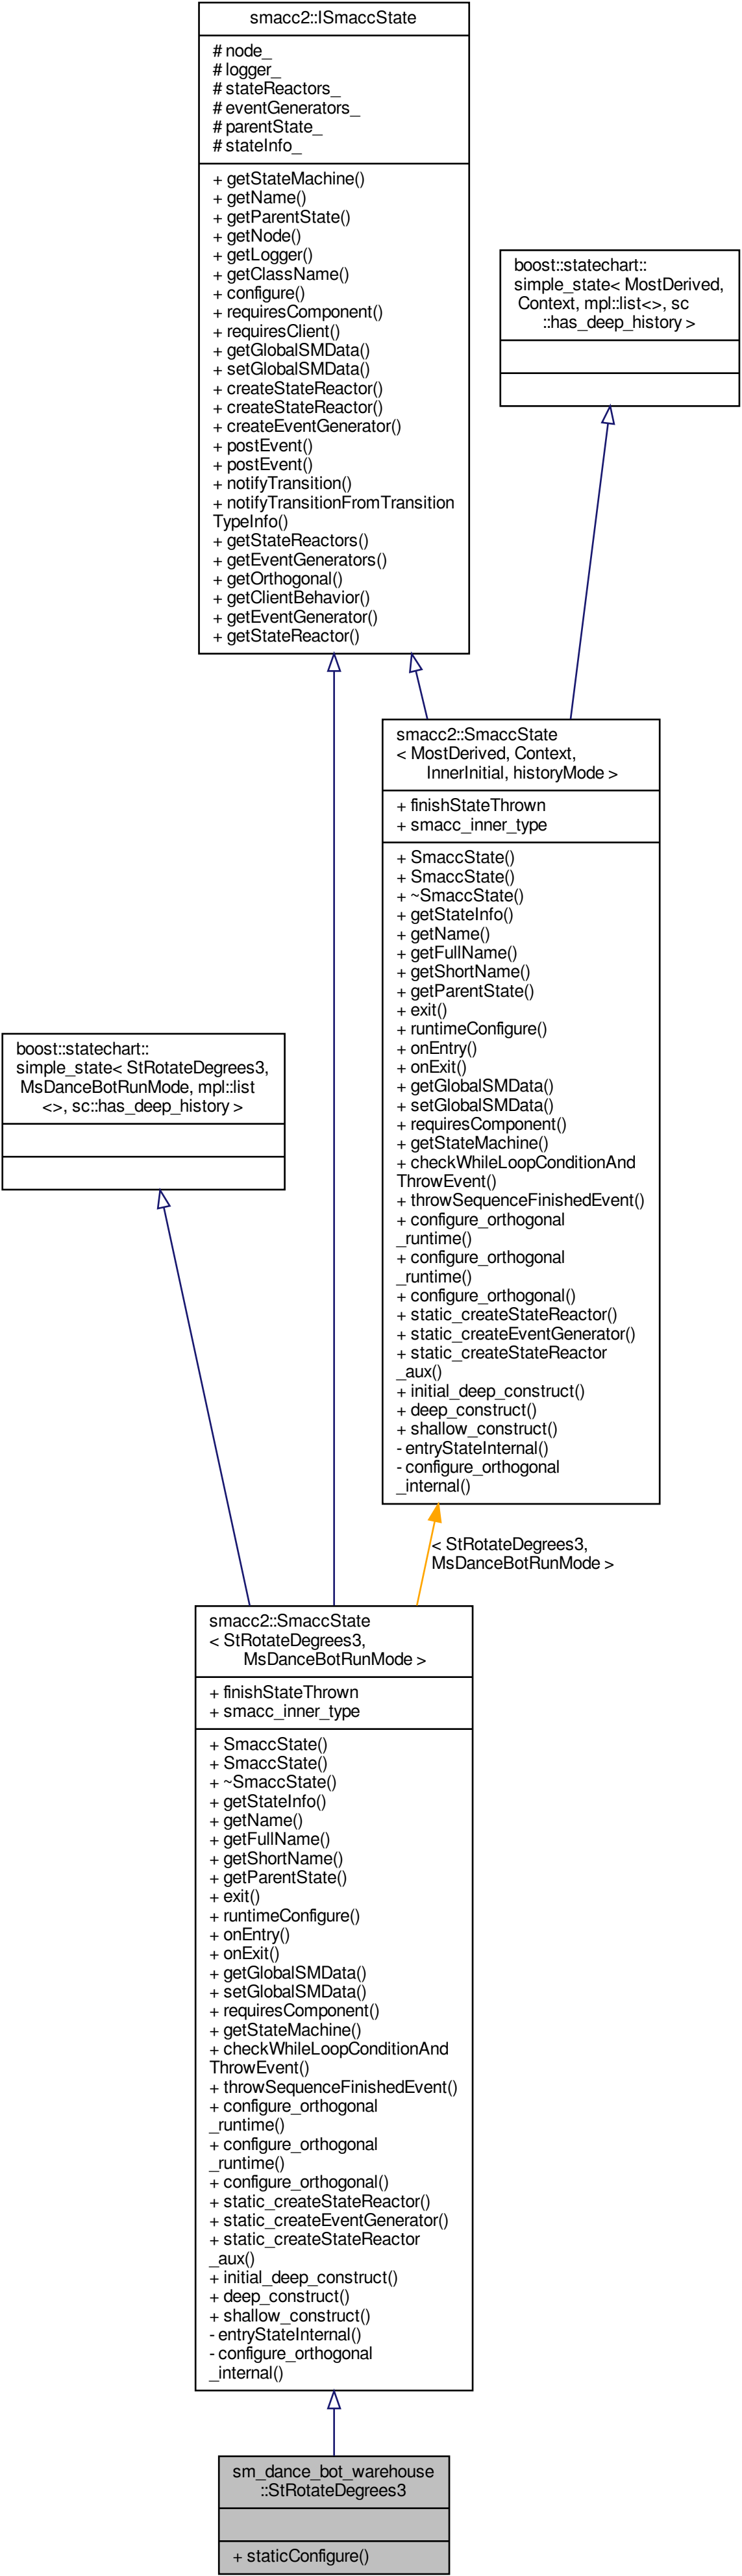 smacc2::ISmaccState
# node_
# logger_
# stateReactors_
# eventGenerators_
# parentState_
# stateInfo_
+ getStateMachine()
+ getName()
+ getParentState()
+ getNode()
+ getLogger()
+ getClassName()
+ configure()
+ requiresComponent()
+ requiresClient()
+ getGlobalSMData()
+ setGlobalSMData()
+ createStateReactor()
+ createStateReactor()
+ createEventGenerator()
+ postEvent()
+ postEvent()
+ notifyTransition()
+ notifyTransitionFromTransition
TypeInfo()
+ getStateReactors()
+ getEventGenerators()
+ getOrthogonal()
+ getClientBehavior()
+ getEventGenerator()
+ getStateReactor()
boost::statechart::
simple_state< MostDerived,
Context, mpl::list<>, sc
::has_deep_history >
smacc2::SmaccState
< MostDerived, Context,
InnerInitial, historyMode >
+ finishStateThrown
+ smacc_inner_type
+ SmaccState()
+ SmaccState()
+ ~SmaccState()
+ getStateInfo()
+ getName()
+ getFullName()
+ getShortName()
+ getParentState()
+ exit()
+ runtimeConfigure()
+ onEntry()
+ onExit()
+ getGlobalSMData()
+ setGlobalSMData()
+ requiresComponent()
+ getStateMachine()
+ checkWhileLoopConditionAnd
ThrowEvent()
+ throwSequenceFinishedEvent()
+ configure_orthogonal
_runtime()
+ configure_orthogonal
_runtime()
+ configure_orthogonal()
+ static_createStateReactor()
+ static_createEventGenerator()
+ static_createStateReactor
_aux()
+ initial_deep_construct()
+ deep_construct()
+ shallow_construct()
- entryStateInternal()
- configure_orthogonal
_internal()
boost::statechart::
simple_state< StRotateDegrees3,
MsDanceBotRunMode, mpl::list
<>, sc::has_deep_history >
< StRotateDegrees3,
MsDanceBotRunMode >
smacc2::SmaccState
< StRotateDegrees3,
MsDanceBotRunMode >
+ finishStateThrown
+ smacc_inner_type
+ SmaccState()
+ SmaccState()
+ ~SmaccState()
+ getStateInfo()
+ getName()
+ getFullName()
+ getShortName()
+ getParentState()
+ exit()
+ runtimeConfigure()
+ onEntry()
+ onExit()
+ getGlobalSMData()
+ setGlobalSMData()
+ requiresComponent()
+ getStateMachine()
+ checkWhileLoopConditionAnd
ThrowEvent()
+ throwSequenceFinishedEvent()
+ configure_orthogonal
_runtime()
+ configure_orthogonal
_runtime()
+ configure_orthogonal()
+ static_createStateReactor()
+ static_createEventGenerator()
+ static_createStateReactor
_aux()
+ initial_deep_construct()
+ deep_construct()
+ shallow_construct()
- entryStateInternal()
- configure_orthogonal
_internal()
sm_dance_bot_warehouse
::StRotateDegrees3
+ staticConfigure()